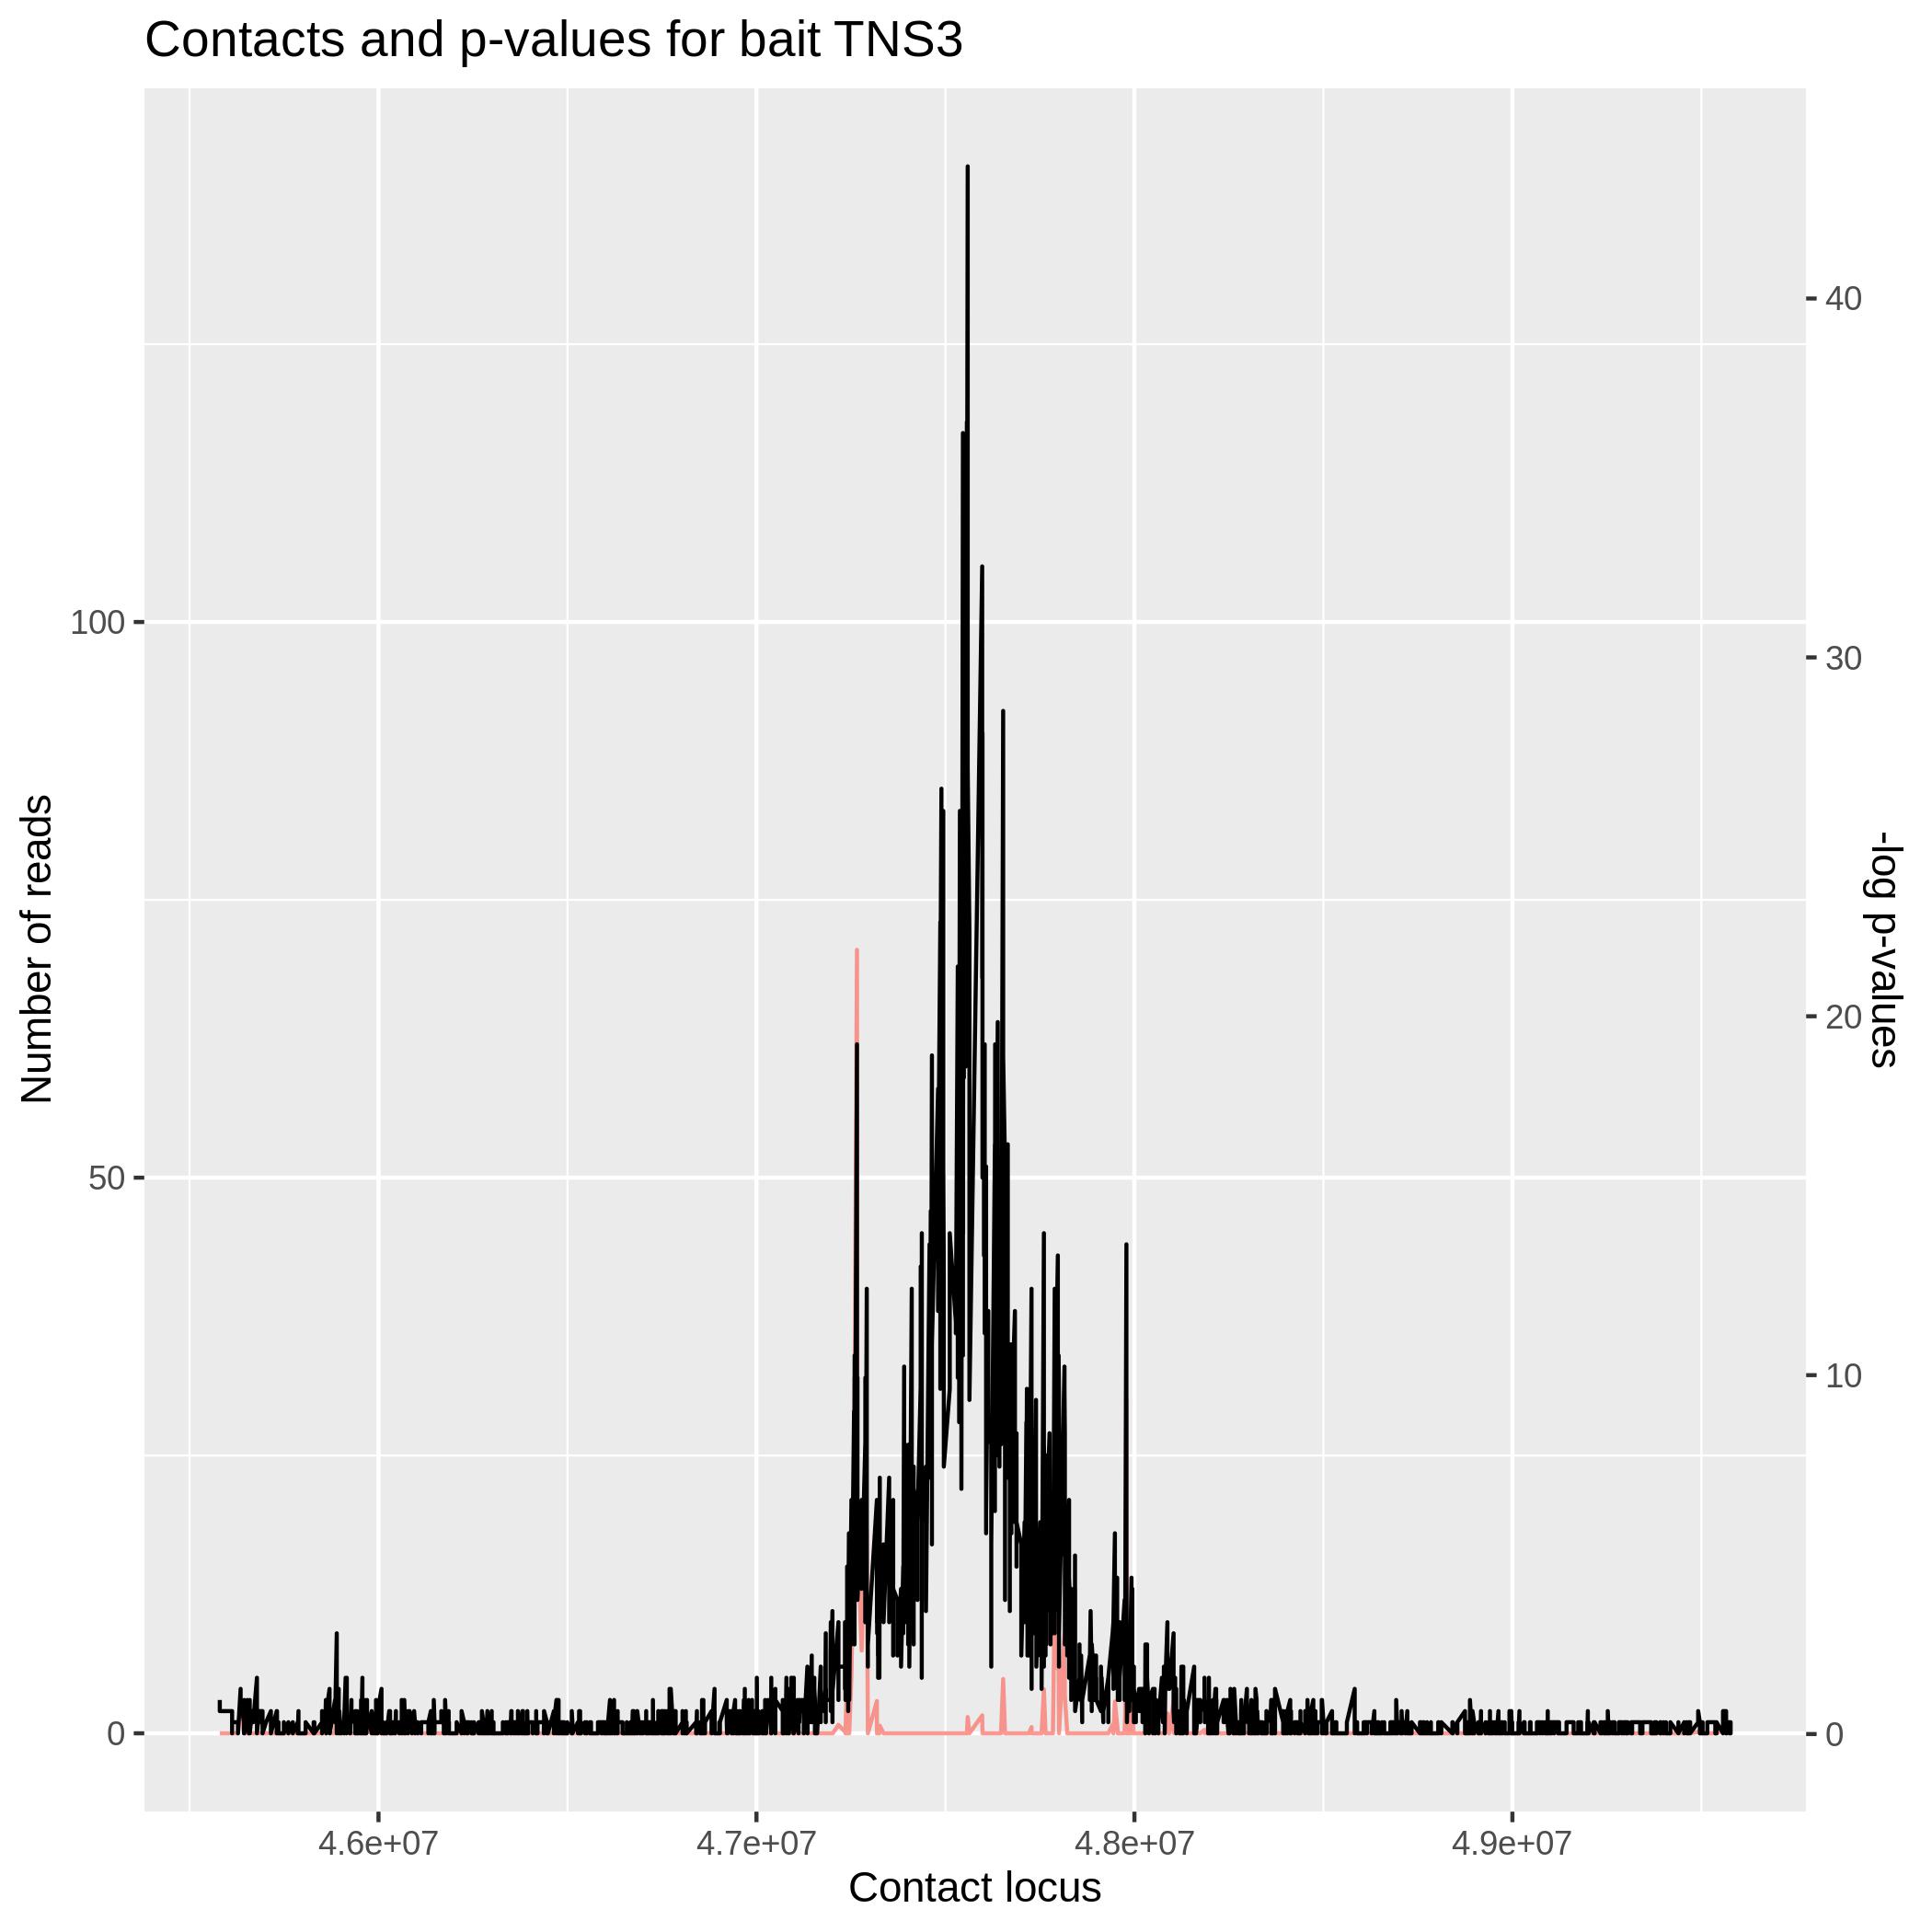 Contacts and p-values for bait TNS3
100
50
0
Number of reads
40
30
20
10
0
-log p-values
4.6e+07 4.7e+07 4.8e+07 4.9e+07
Contact locus